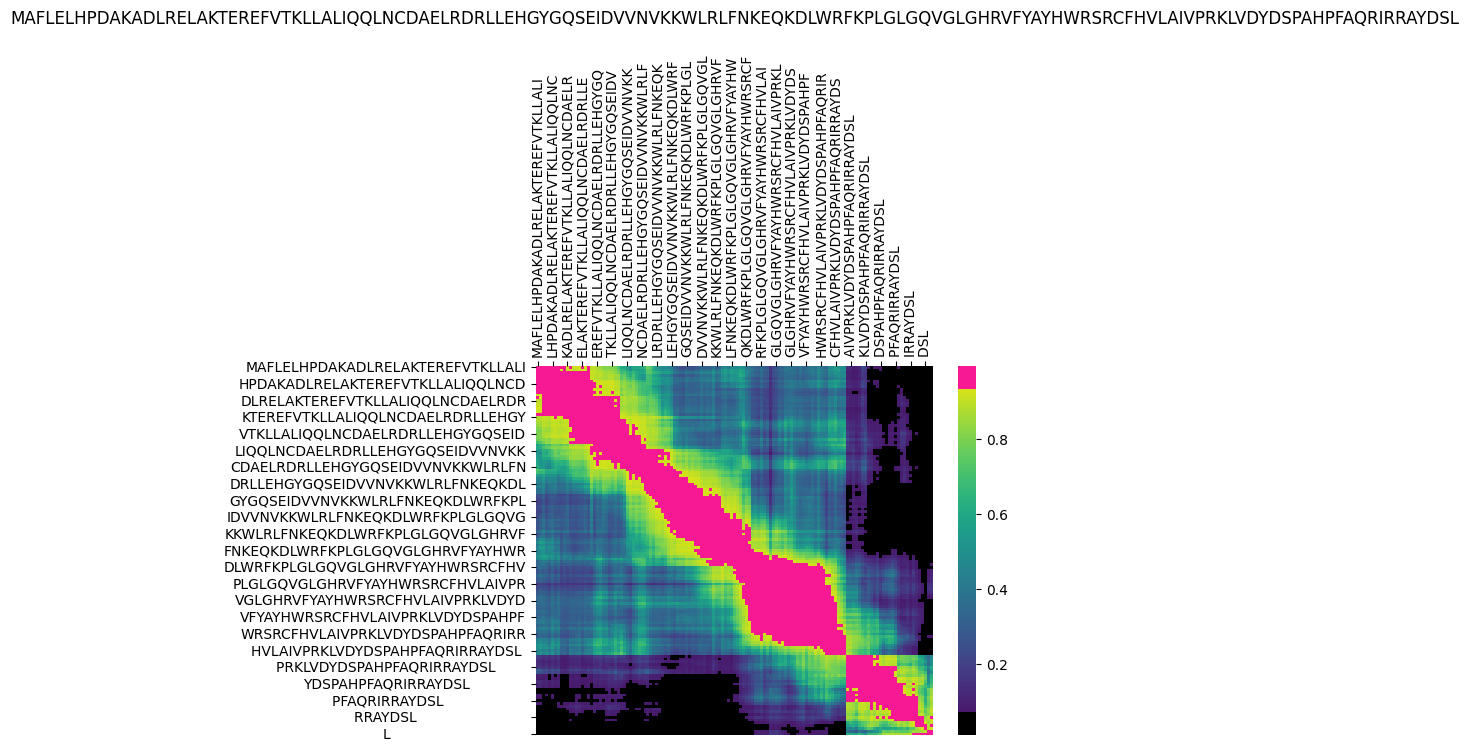 MAFLELHPDAKADLRELAKTEREFVTKLLALIQQLNCDAELRDRLLEHGYGQSEIDVVNVKKWLRLFNKEQKDLWRFKPLGLGQVGLGHRVFYAYHWRSRCFHVLAIVPRKLVDYDSPAHPFAQRIRRAYDSL
MAFLELHPDAKADLRELAKTEREFVTKLLALI
LHPDAKADLRELAKTEREFVTKLLALIQQLNC
KADLRELAKTEREFVTKLLALIQQLNCDAELR
ELAKTEREFVTKLLALIQQLNCDAELRDRLLE
EREFVTKLLALIQQLNCDAELRDRLLEHGYGQ
TKLLALIQQLNCDAELRDRLLEHGYGQSEIDV
LIQQLNCDAELRDRLLEHGYGQSEIDVVNVKK
NCDAELRDRLLEHGYGQSEIDVVNVKKWLRLF
LRDRLLEHGYGQSEIDVVNVKKWLRLFNKEQK
LEHGYGQSEIDVVNVKKWLRLFNKEQKDLWRF
GQSEIDVVNVKKWLRLFNKEQKDLWRFKPLGL
DVVNVKKWLRLFNKEQKDLWRFKPLGLGQVGL
KKWLRLFNKEQKDLWRFKPLGLGQVGLGHRVF
LFNKEQKDLWRFKPLGLGQVGLGHRVFYAYHW
QKDLWRFKPLGLGQVGLGHRVFYAYHWRSRCF
RFKPLGLGQVGLGHRVFYAYHWRSRCFHVLAI
GLGQVGLGHRVFYAYHWRSRCFHVLAIVPRKL
GLGHRVFYAYHWRSRCFHVLAIVPRKLVDYDS
VFYAYHWRSRCFHVLAIVPRKLVDYDSPAHPF
HWRSRCFHVLAIVPRKLVDYDSPAHPFAQRIR
CFHVLAIVPRKLVDYDSPAHPFAQRIRRAYDS
AIVPRKLVDYDSPAHPFAQRIRRAYDSL
KLVDYDSPAHPFAQRIRRAYDSL
DSPAHPFAQRIRRAYDSL
PFAQRIRRAYDSL
IRRAYDSL
DSL
MAFLELHPDAKADLRELAKTEREFVTKLLALI
HPDAKADLRELAKTEREFVTKLLALIQQLNCD
DLRELAKTEREFVTKLLALIQQLNCDAELRDR
KTEREFVTKLLALIQQLNCDAELRDRLLEHGY
VTKLLALIQQLNCDAELRDRLLEHGYGQSEID
LIQQLNCDAELRDRLLEHGYGQSEIDVVNVKK
CDAELRDRLLEHGYGQSEIDVVNVKKWLRLFN
DRLLEHGYGQSEIDVVNVKKWLRLFNKEQKDL
GYGQSEIDVVNVKKWLRLFNKEQKDLWRFKPL
IDVVNVKKWLRLFNKEQKDLWRFKPLGLGQVG
KKWLRLFNKEQKDLWRFKPLGLGQVGLGHRVF
FNKEQKDLWRFKPLGLGQVGLGHRVFYAYHWR
DLWRFKPLGLGQVGLGHRVFYAYHWRSRCFHV
PLGLGQVGLGHRVFYAYHWRSRCFHVLAIVPR
VGLGHRVFYAYHWRSRCFHVLAIVPRKLVDYD
VFYAYHWRSRCFHVLAIVPRKLVDYDSPAHPF
WRSRCFHVLAIVPRKLVDYDSPAHPFAQRIRR
HVLAIVPRKLVDYDSPAHPFAQRIRRAYDSL
PRKLVDYDSPAHPFAQRIRRAYDSL
YDSPAHPFAQRIRRAYDSL
PFAQRIRRAYDSL
RRAYDSL
L
0.8
0.6
0.4
0.2